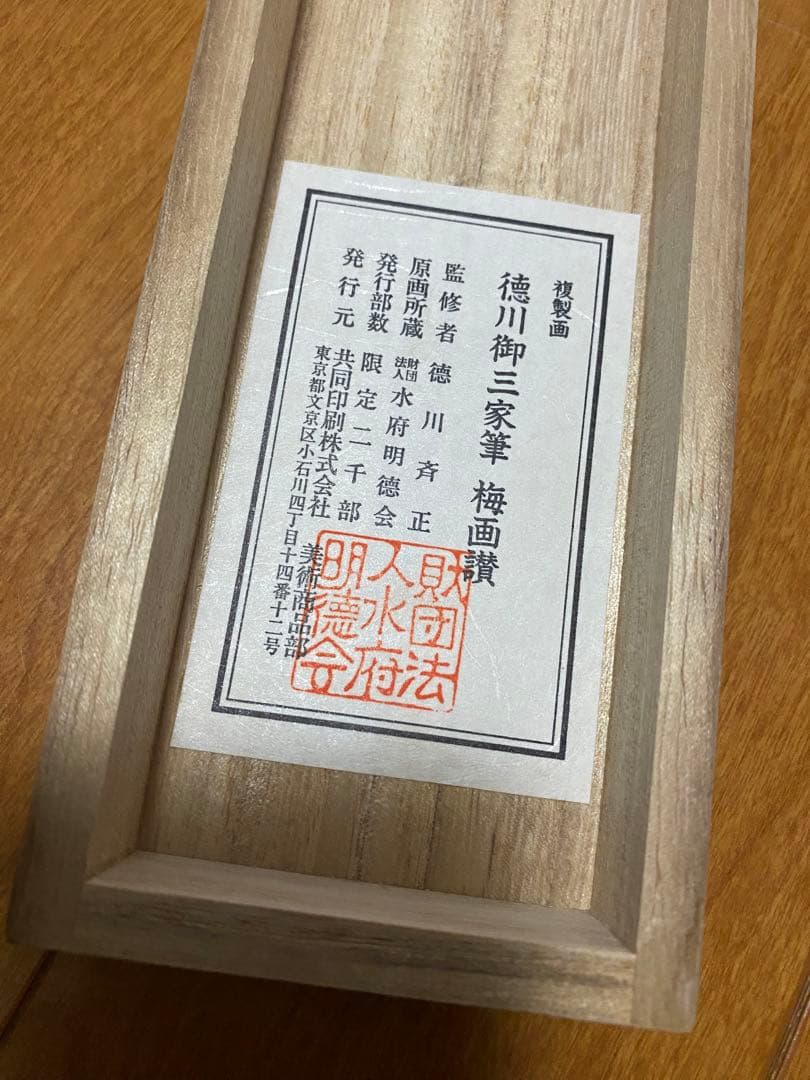 複製画
徳川御三家筆 梅画讃
監修者 徳川斉正
原画所蔵 財団法人水府明徳会
発行部数 限定二千部
発行元 共同印刷株式会社 美術商品部
東京都文京区小石川四丁目十四番十二号
財団法人水府明徳会